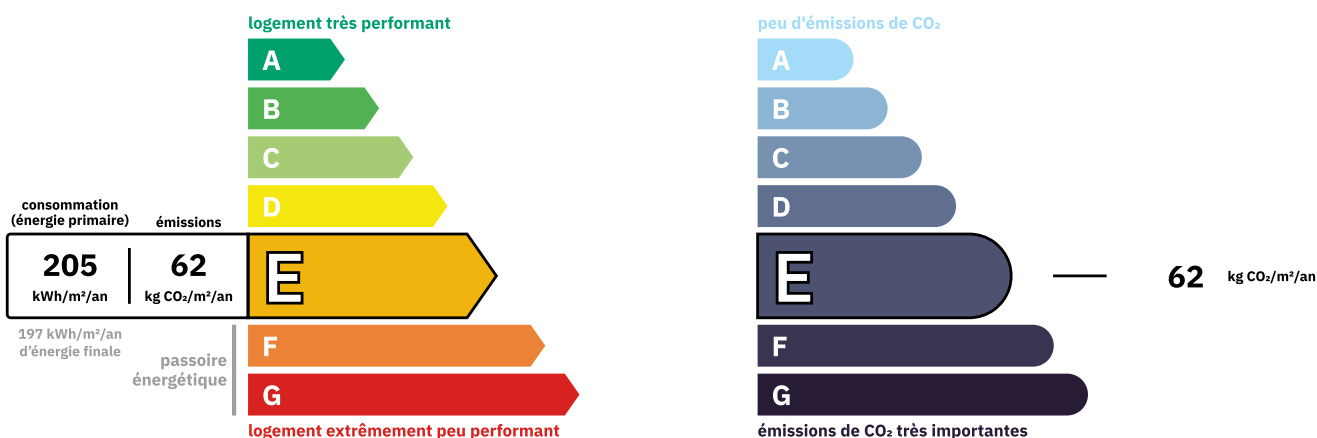 logement très performant
A
B
C
D
consommation
(énergie primaire)
émissions
205
kWh/m²/an
62
kg CO₂/m²/an
E
197 kWh/m²/an
d'énergie finale
passoire
énergétique
F
G
logement extrêmement peu performant
peu d'émissions de CO₂
A
B
C
D
E
62 kg CO₂/m²/an
F
G
émissions de CO₂ très importantes